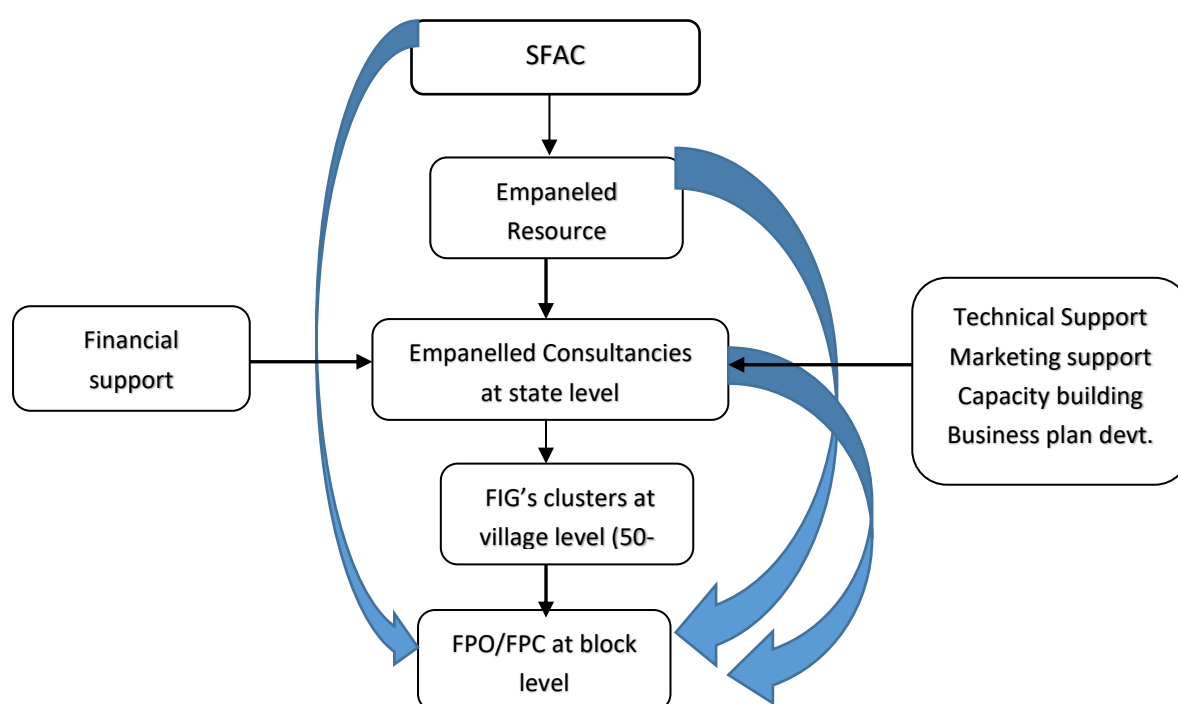 SFAC
Empaneled
Resource
Financial
support
Empanelled Consultancies
at state level
Technical Support
Marketing support
Capacity building
Business plan devt.
FIG’s clusters at
village level (50-
FPO/FPC at block
level